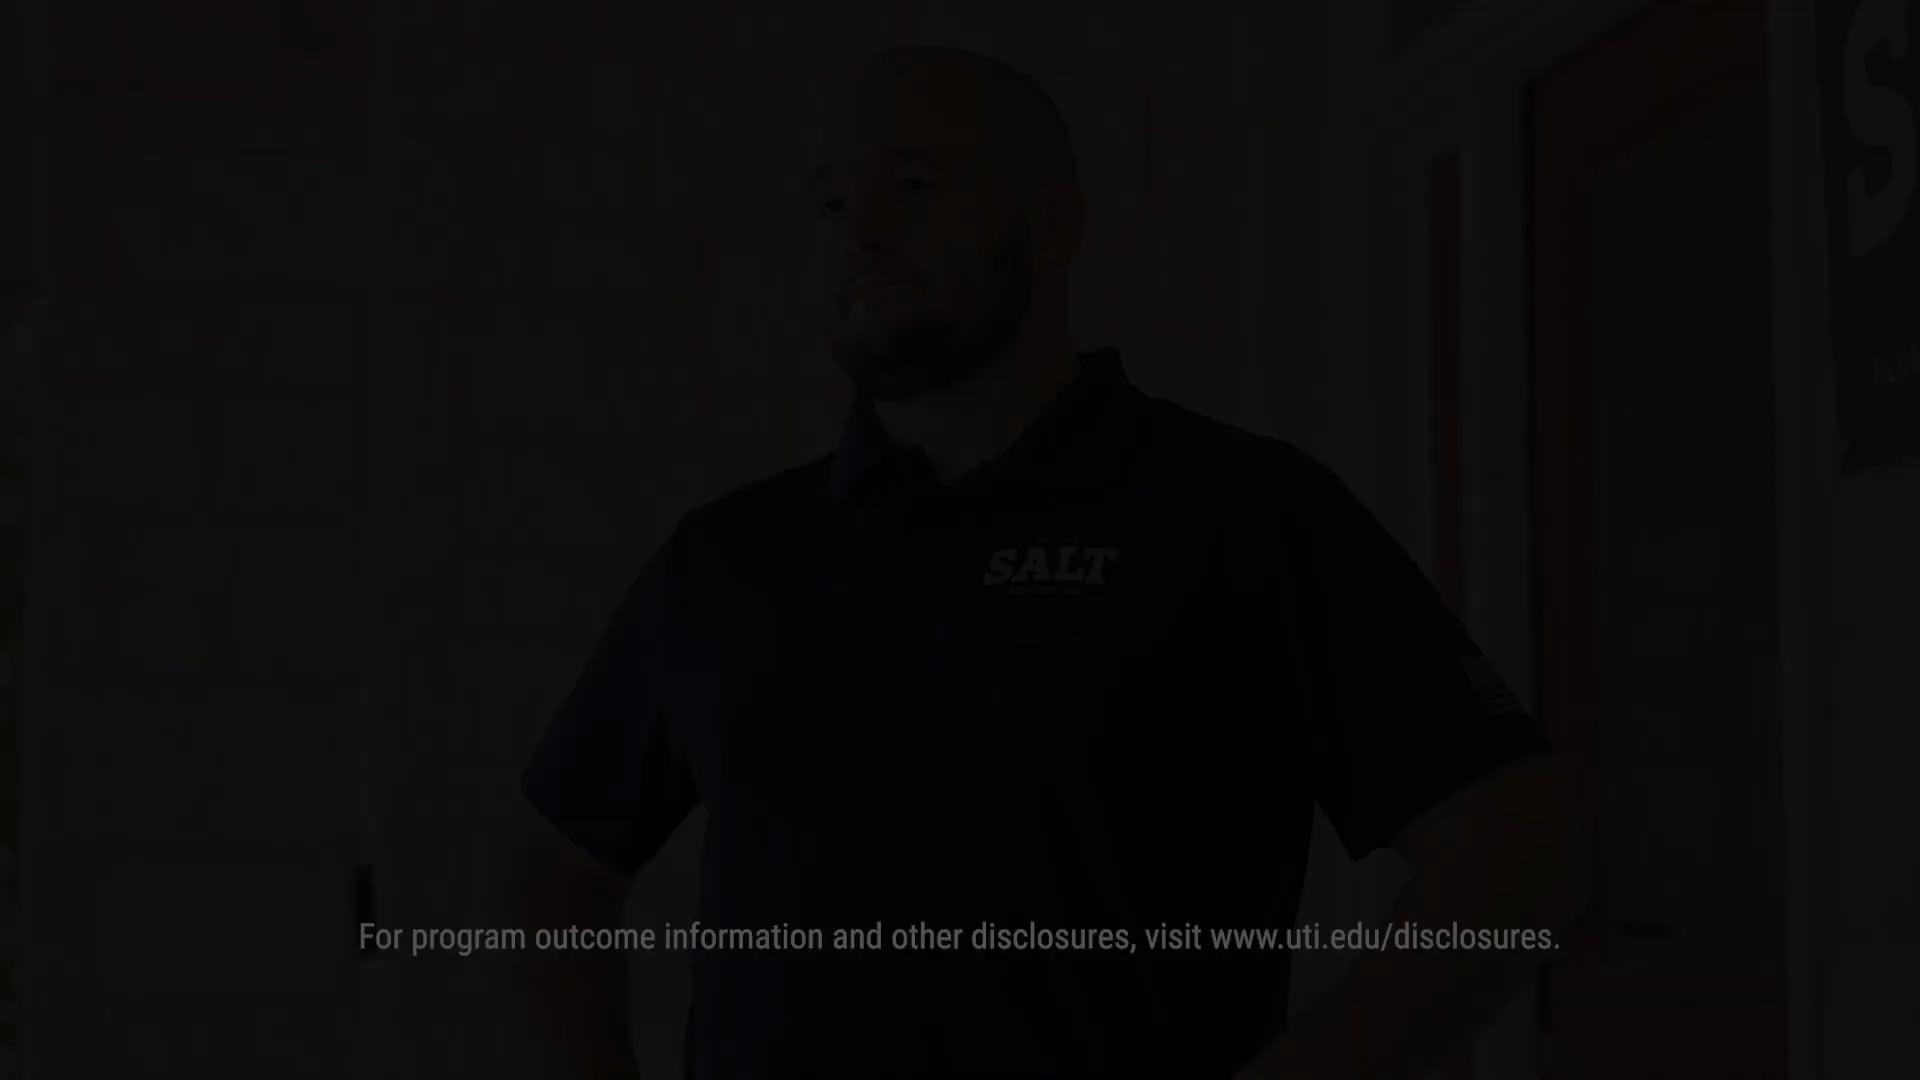 S
SALT
For program outcome information and other disclosures, visit www.uti.edu/disclosures.